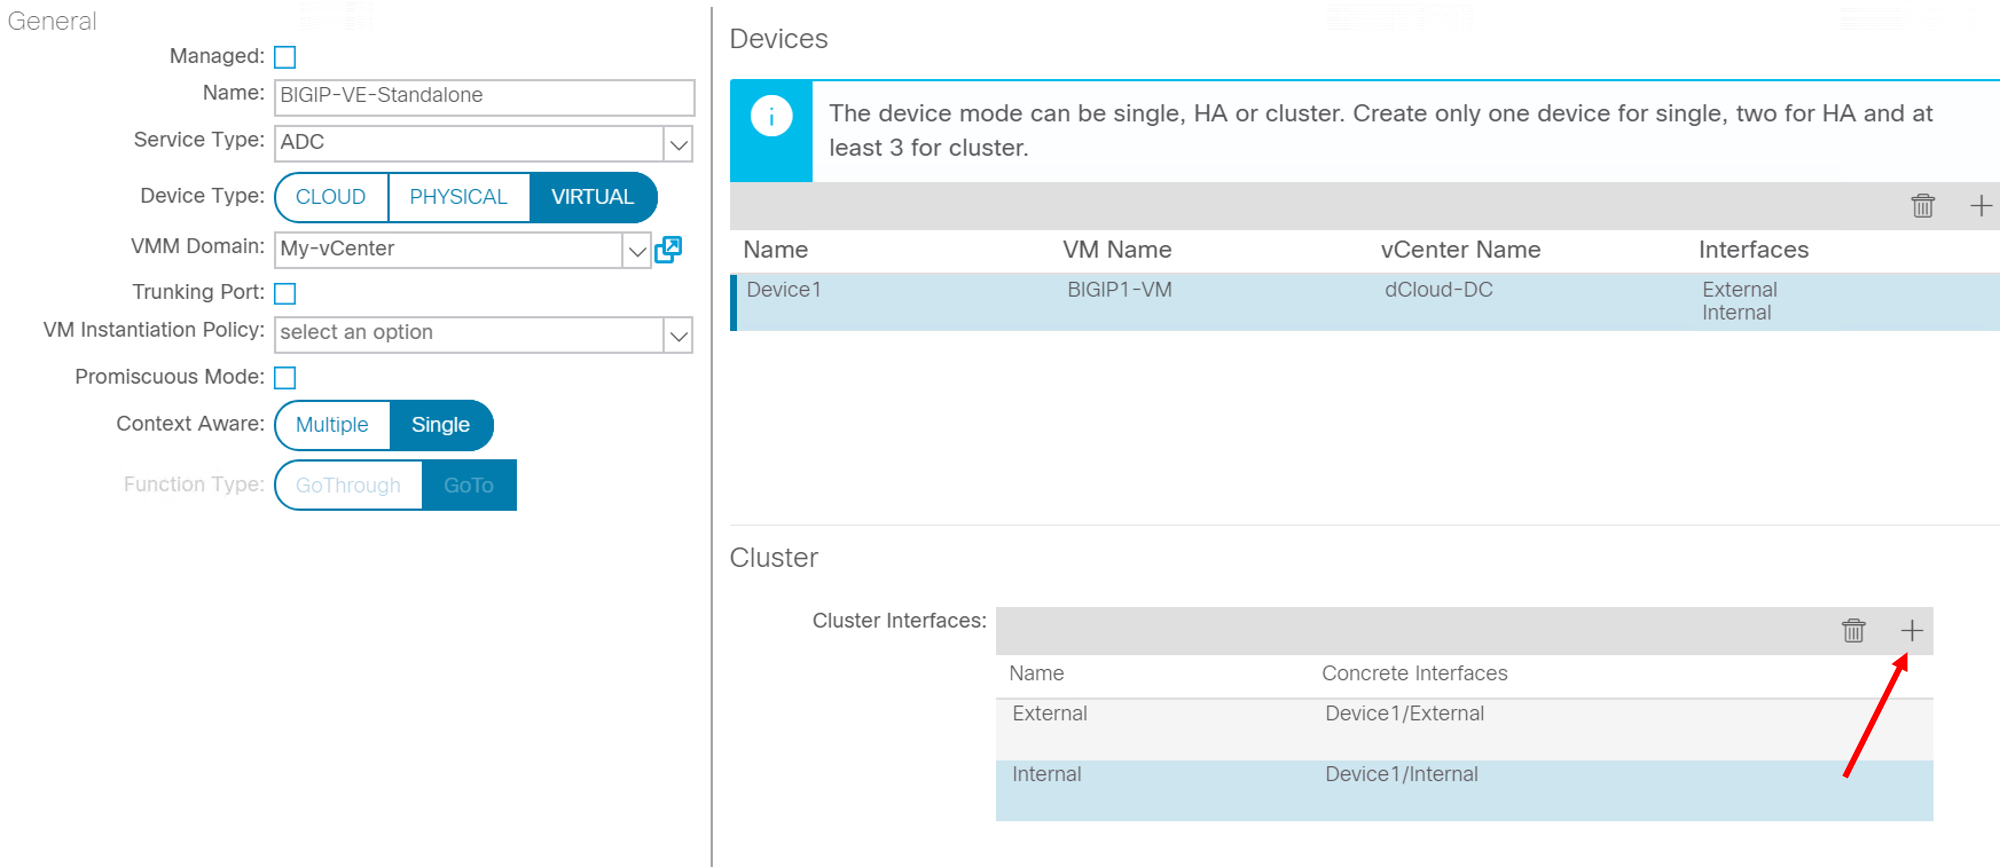 General
Managed:
Name: BIGIP-VE-Standalone
Service Type: ADC
Device Type: CLOUD PHYSICAL VIRTUAL
VMM Domain: My-vCenter
Trunking Port:
VM Instantiation Policy: select an option
Promiscuous Mode:
Context Aware: Multiple Single
Function Type: GoThrough GoTo
Devices
i
The device mode can be single, HA or cluster. Create only one device for single, two for HA and at
least 3 for cluster.
Name VM Name vCenter Name Interfaces
Device1 BIGIP1-VM dCloud-DC External
Internal
Cluster
Cluster Interfaces:
Name Concrete Interfaces
External Device1/External
Internal Device1/Internal